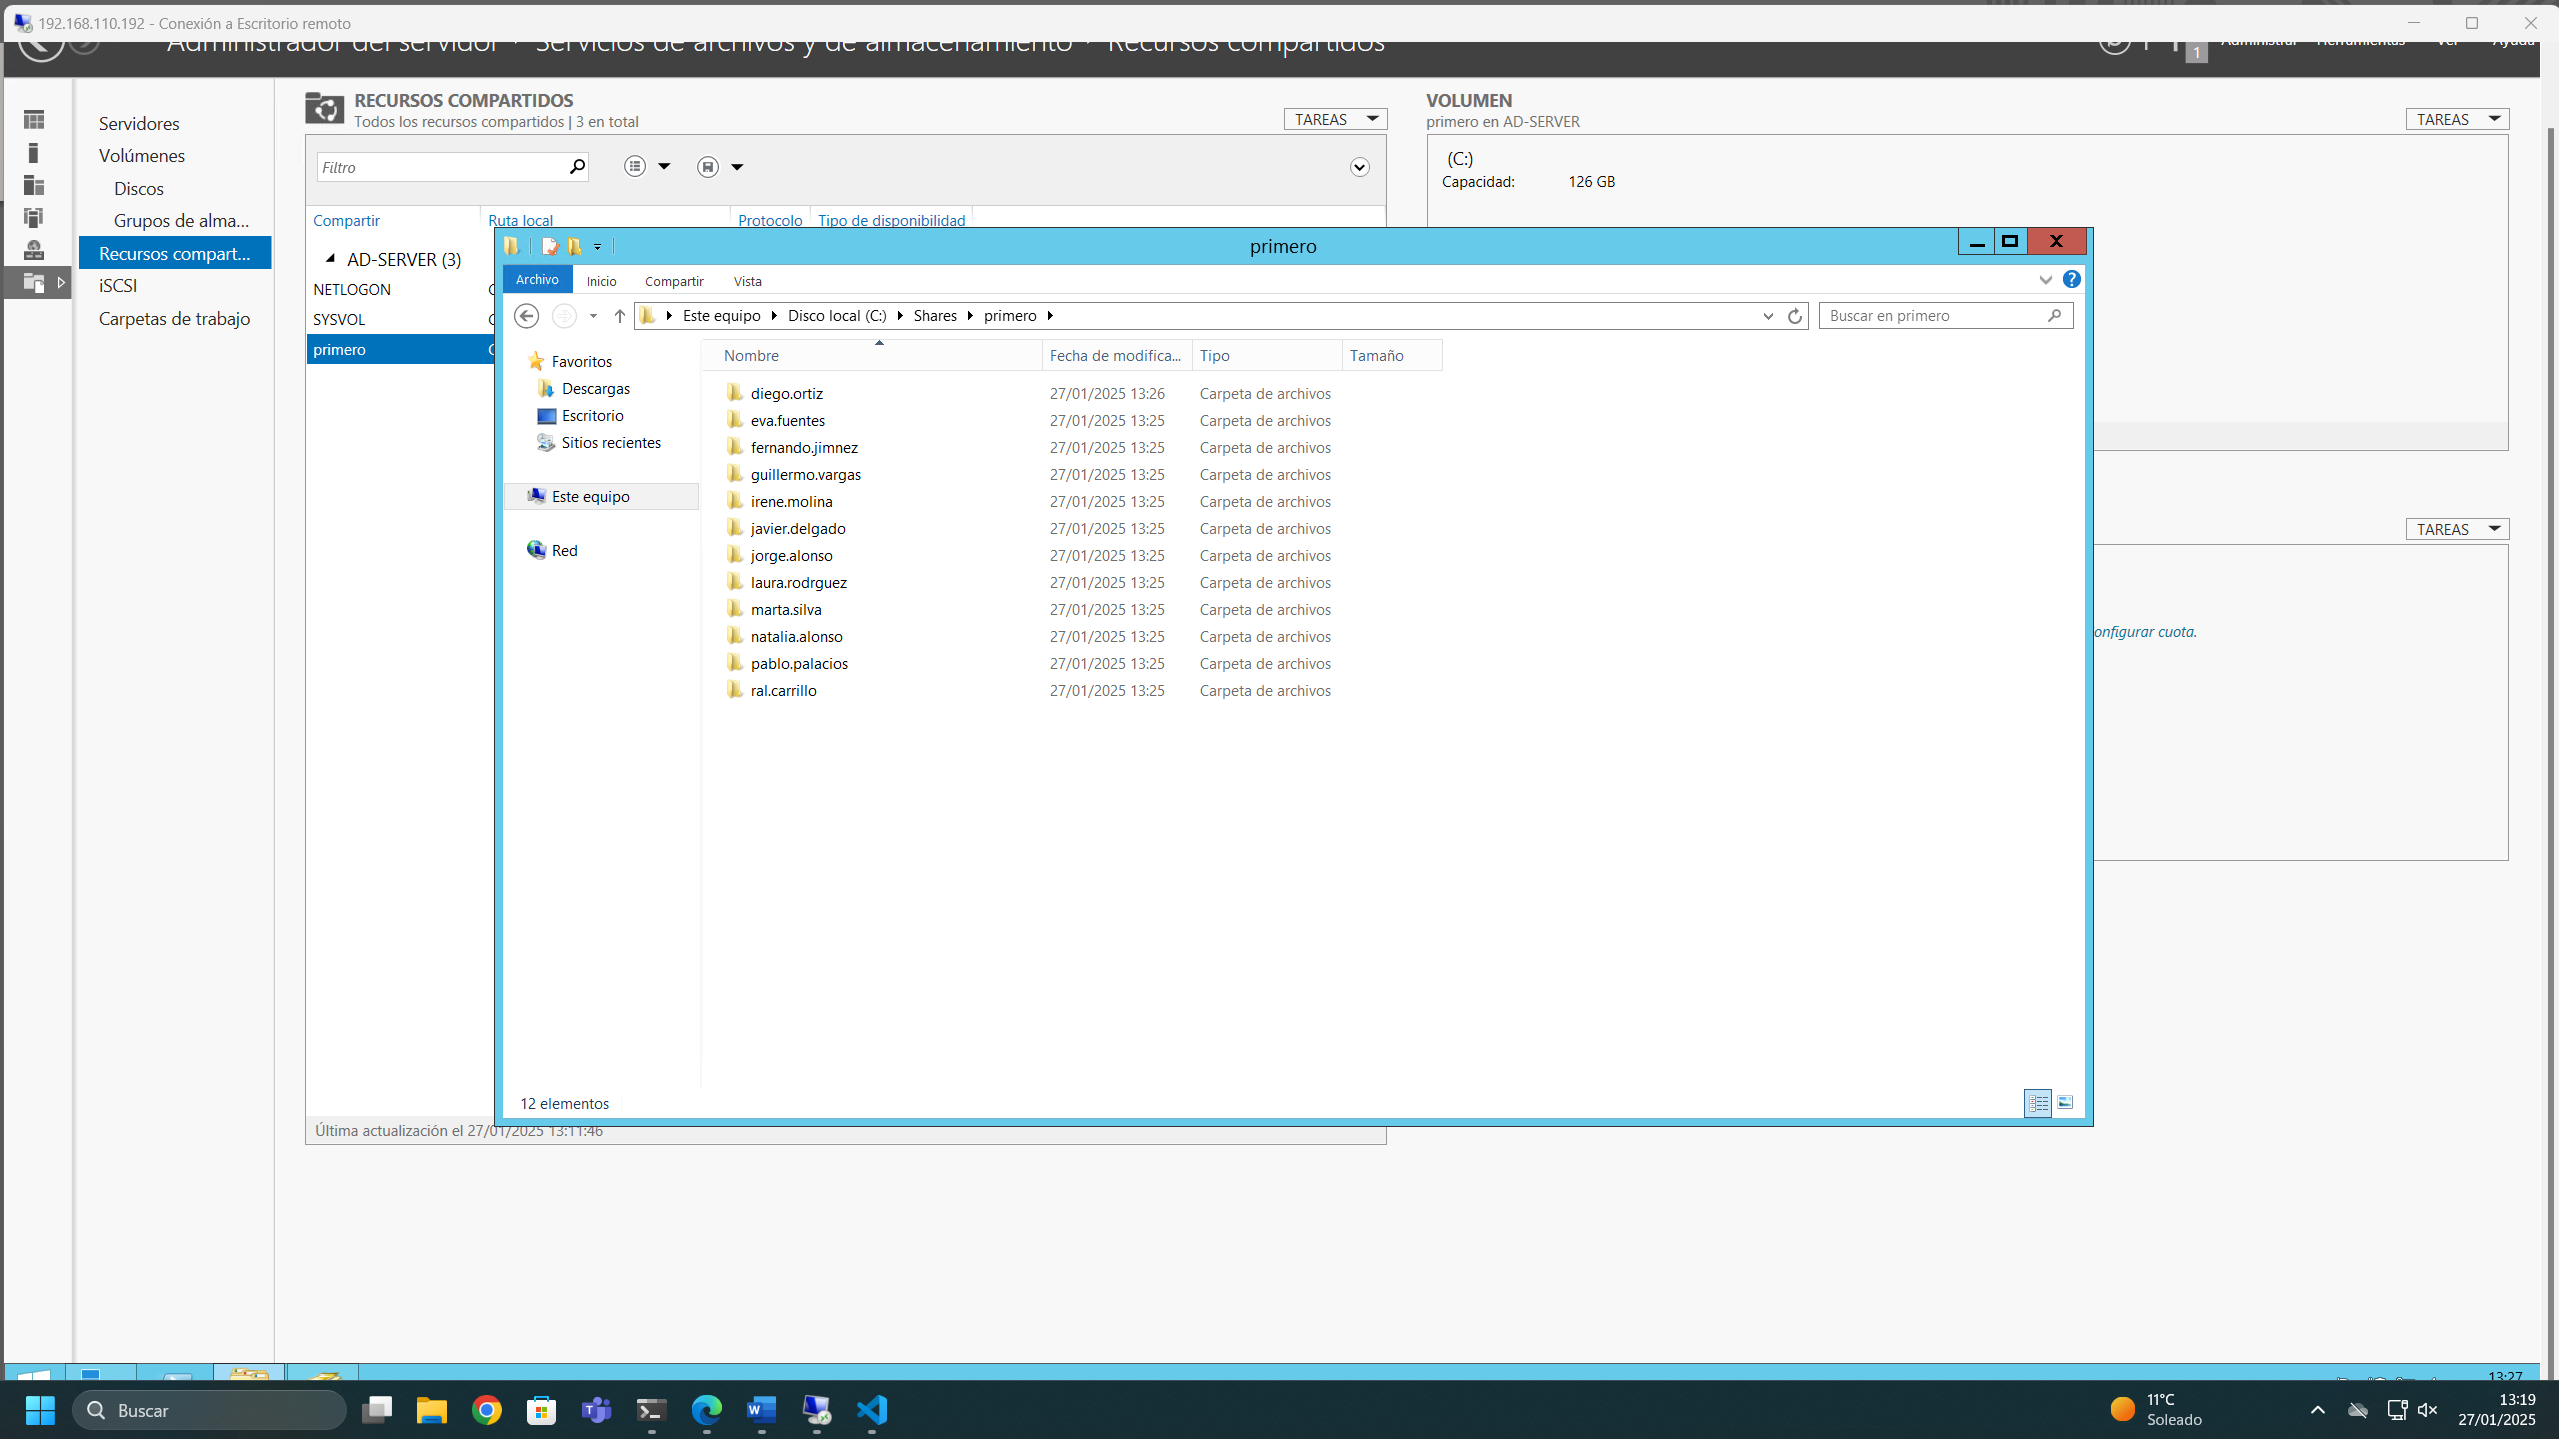 192.168.110.192 - Conexión a Escritorio remoto
Administrador del servidor
Servicios de archivos y de almacenamiento
Recursos compartidos
1
Administrar
Herramientas
Ver
Ayuda
Servidores
Volúmenes
Discos
Grupos de alma...
Recursos compart...
iSCSI
Carpetas de trabajo
RECURSOS COMPARTIDOS
Todos los recursos compartidos | 3 en total
TAREAS
Filtro
Compartir
Ruta local
Protocolo
Tipo de disponibilidad
AD-SERVER (3)
NETLOGON
SYSVOL
primero
Última actualización el 27/01/2025 13:11:46
VOLUMEN
primero en AD-SERVER
TAREAS
(C:)
Capacidad: 126 GB
TAREAS
onfigurar cuota.
primero
Archivo
Inicio
Compartir
Vista
Este equipo
Disco local (C:)
Shares
primero
Buscar en primero
Favoritos
Descargas
Escritorio
Sitios recientes
Este equipo
Red
Nombre Fecha de modifica... Tipo Tamaño
diego.ortiz 27/01/2025 13:26 Carpeta de archivos
eva.fuentes 27/01/2025 13:25 Carpeta de archivos
fernando.jimnez 27/01/2025 13:25 Carpeta de archivos
guillermo.vargas 27/01/2025 13:25 Carpeta de archivos
irene.molina 27/01/2025 13:25 Carpeta de archivos
javier.delgado 27/01/2025 13:25 Carpeta de archivos
jorge.alonso 27/01/2025 13:25 Carpeta de archivos
laura.rodrguez 27/01/2025 13:25 Carpeta de archivos
marta.silva 27/01/2025 13:25 Carpeta de archivos
natalia.alonso 27/01/2025 13:25 Carpeta de archivos
pablo.palacios 27/01/2025 13:25 Carpeta de archivos
ral.carrillo 27/01/2025 13:25 Carpeta de archivos
12 elementos
13:27
Buscar
11°C
Soleado
13:19
27/01/2025